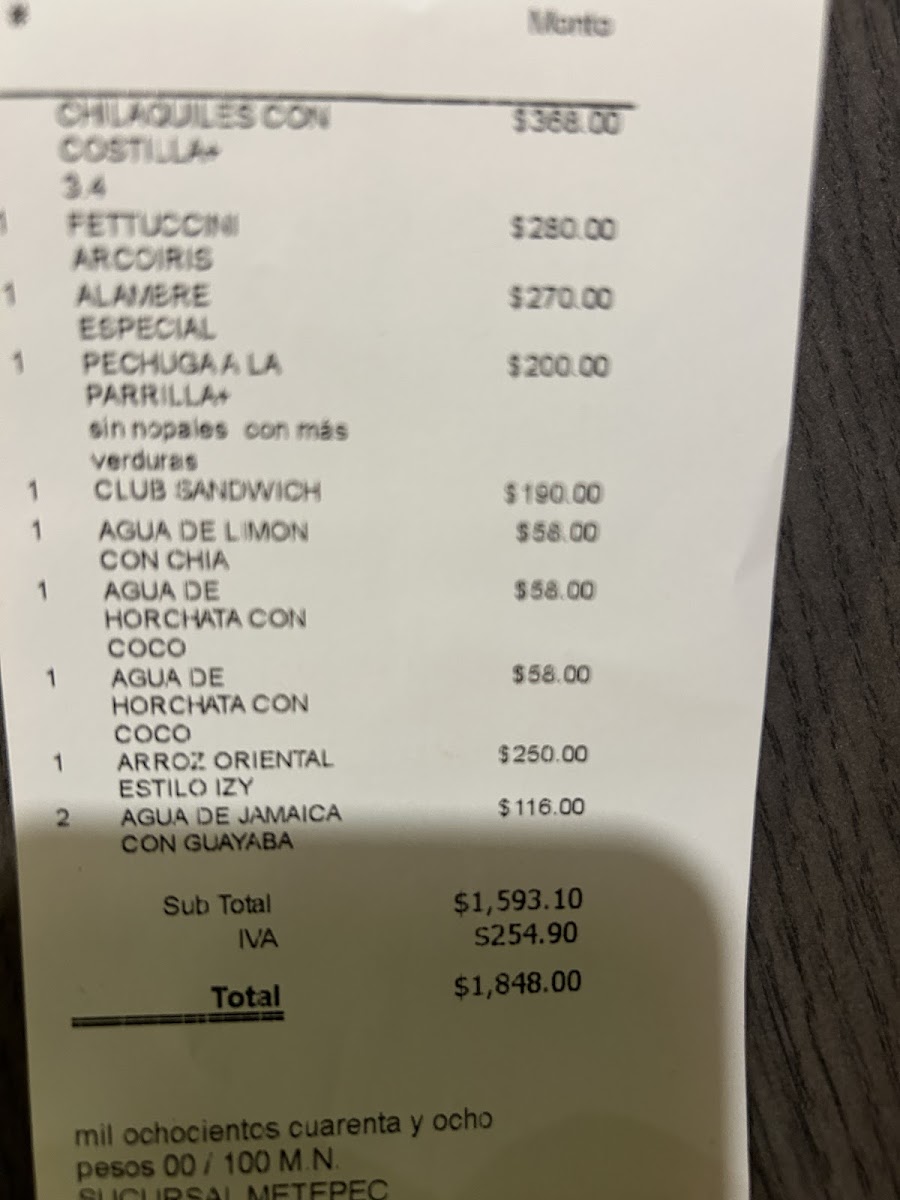 # Monto
CHILAQUILES CON $368.00
COSTILLA+
3.4
1 FETTUCCINI $280.00
ARCOIRIS
1 ALAMBRE $270.00
ESPECIAL
1 PECHUGA A LA $200.00
PARRILLA+
sin nopales con más
verduras
1 CLUB SANDWICH $190.00
1 AGUA DE LIMON $58.00
CON CHIA
1 AGUA DE $58.00
HORCHATA CON
COCO
1 AGUA DE $58.00
HORCHATA CON
COCO
1 ARROZ ORIENTAL $250.00
ESTILO IZY
2 AGUA DE JAMAICA $116.00
CON GUAYABA
Sub Total $1,593.10
IVA $254.90
Total $1,848.00
mil ochocientos cuarenta y ocho
pesos 00 / 100 M.N.
SUCURSAL METEPEC